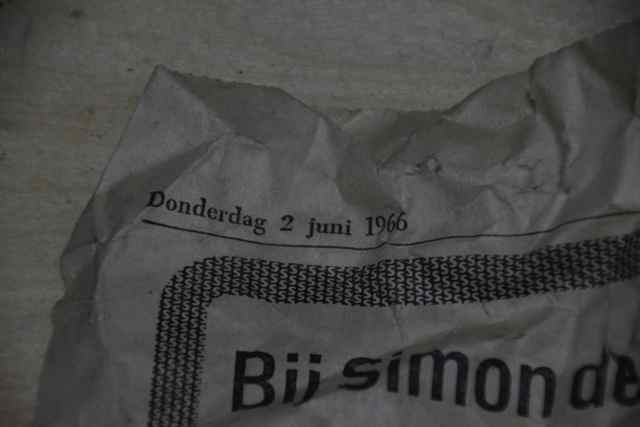 Donderdag 2 juni 1966
Bij simon de